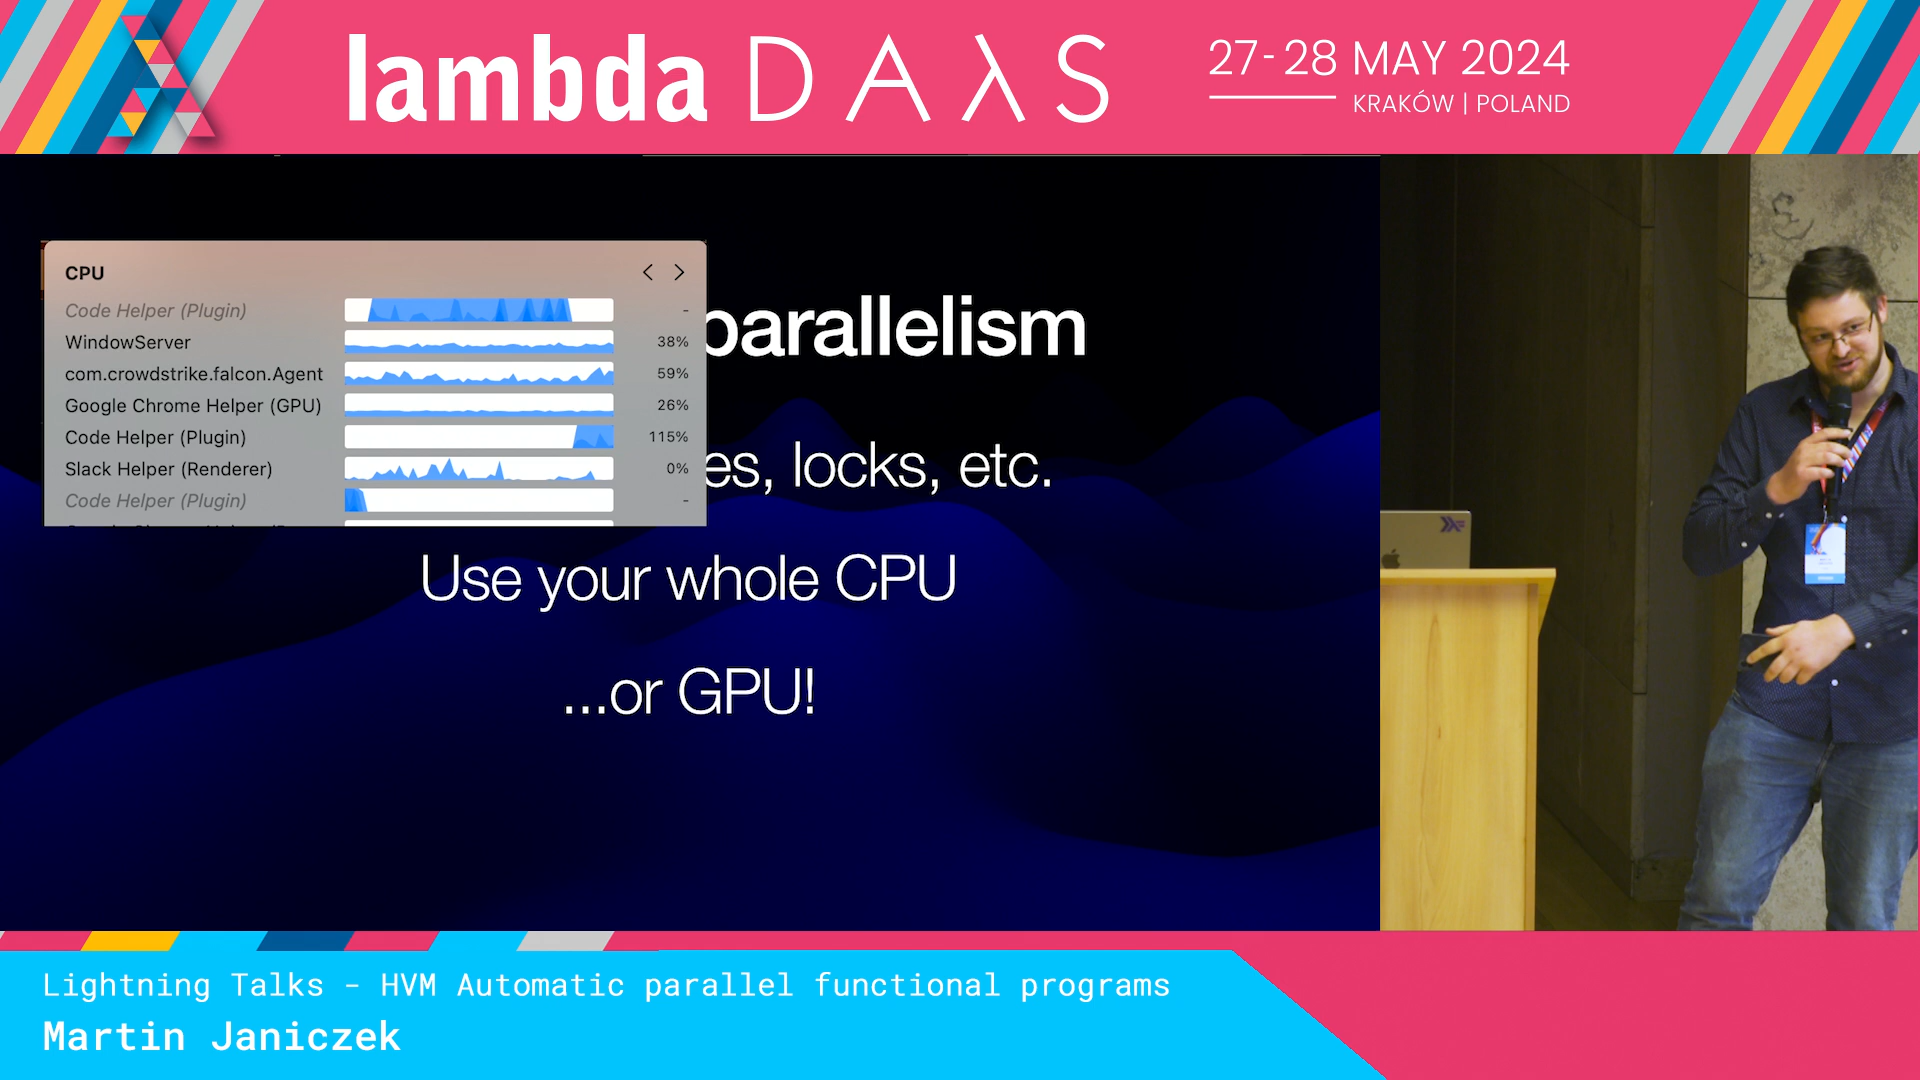 lambda DAλS
27-28 MAY 2024
KRAKÓW | POLAND
CPU
Code Helper (Plugin) -
WindowServer 38%
com.crowdstrike.falcon.Agent 59%
Google Chrome Helper (GPU) 26%
Code Helper (Plugin) 115%
Slack Helper (Renderer) 0%
Code Helper (Plugin) -
parallelism
es, locks, etc.
Use your whole CPU
...or GPU!
Lightning Talks - HVM Automatic parallel functional programs
Martin Janiczek